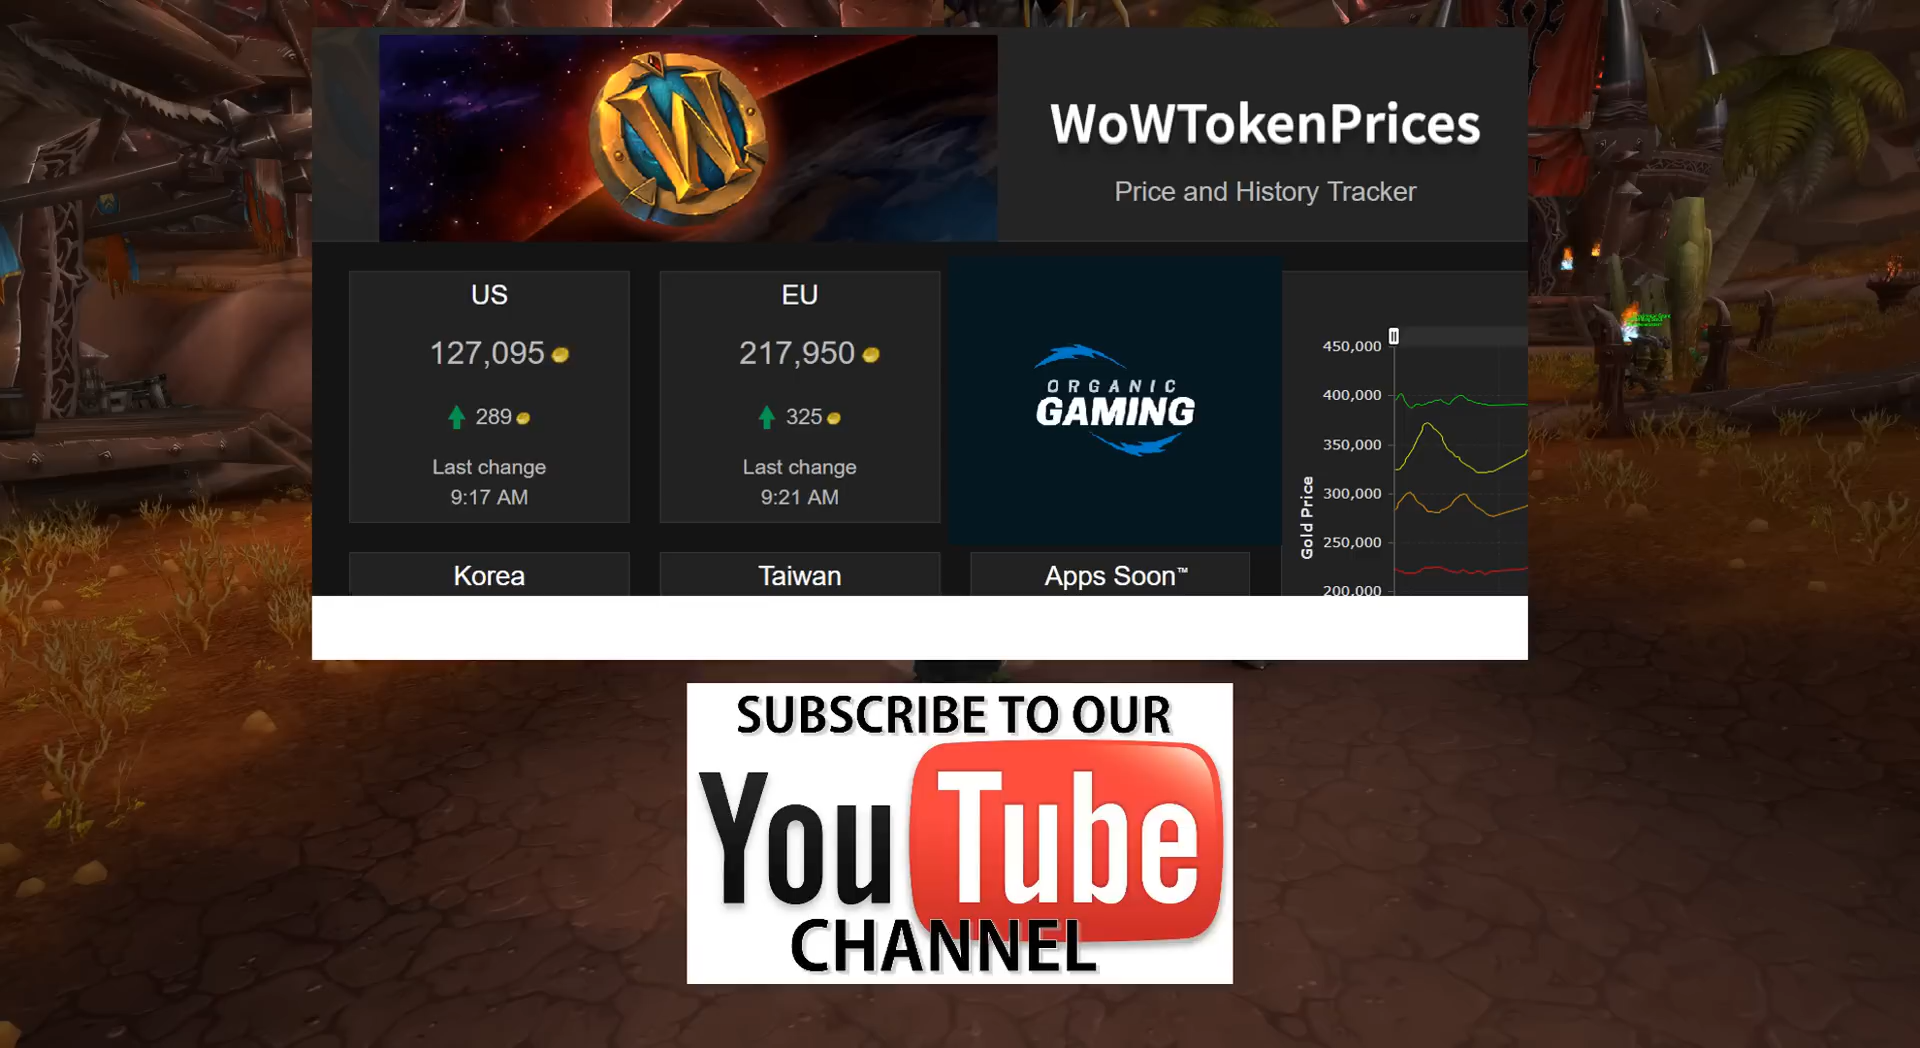 WoWTokenPrices
Price and History Tracker
US
127,095
289
Last change
9:17 AM
EU
217,950
325
Last change
9:21 AM
ORGANIC
GAMING
450,000
400,000
350,000
300,000
250,000
200,000
Gold Price
Korea
Taiwan
Apps Soon™
SUBSCRIBE TO OUR
YouTube
CHANNEL